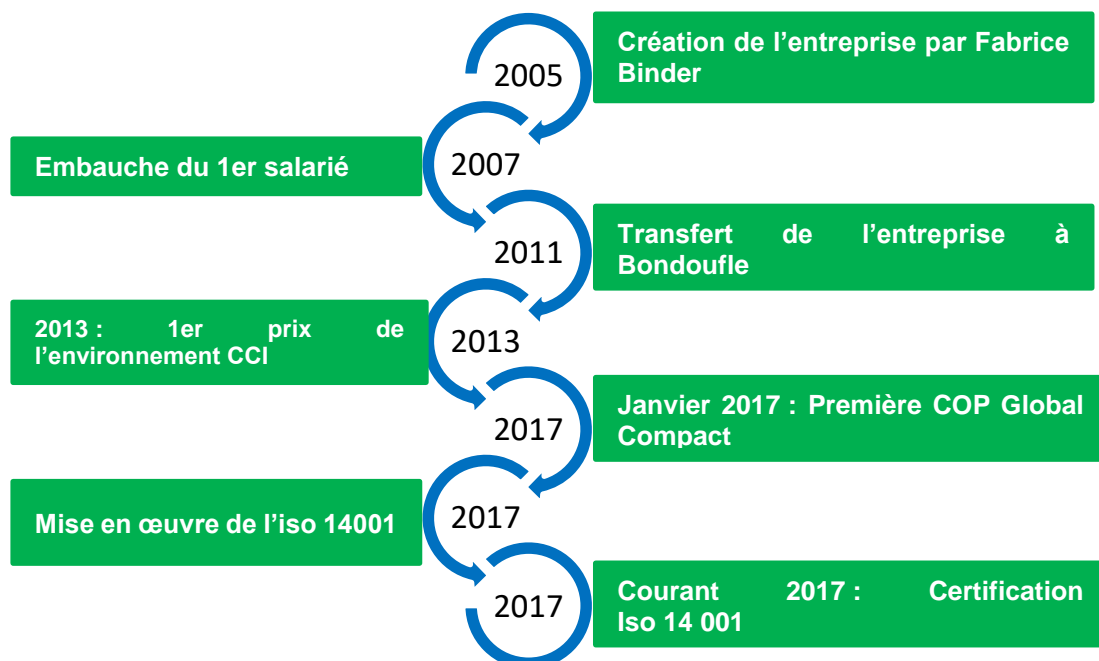 Création de l’entreprise par Fabrice
Binder
2005
Embauche du 1er salarié
2007
Transfert de l’entreprise à
Bondoufle
2011
2013 : 1er prix de
l’environnement CCI
2013
Janvier 2017 : Première COP Global
Compact
2017
Mise en œuvre de l’iso 14001
2017
Courant 2017 : Certification
Iso 14 001
2017